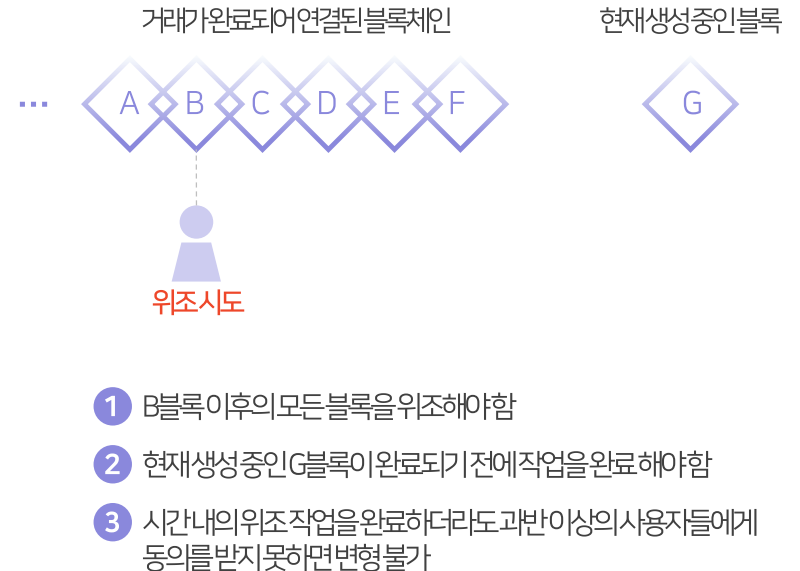 거래가 완료되어 연결된 블록체인
현재 생성 중인 블록
... A B C D E F G
위조 시도
1 B블록 이후의 모든 블록을 위조해야 함
2 현재 생성 중인 G블록이 완료되기 전에 작업을 완료 해야 함
3 시간 내의 위조 작업을 완료하더라도 과반 이상의 사용자들에게
동의를 받지 못하면 변형 불가